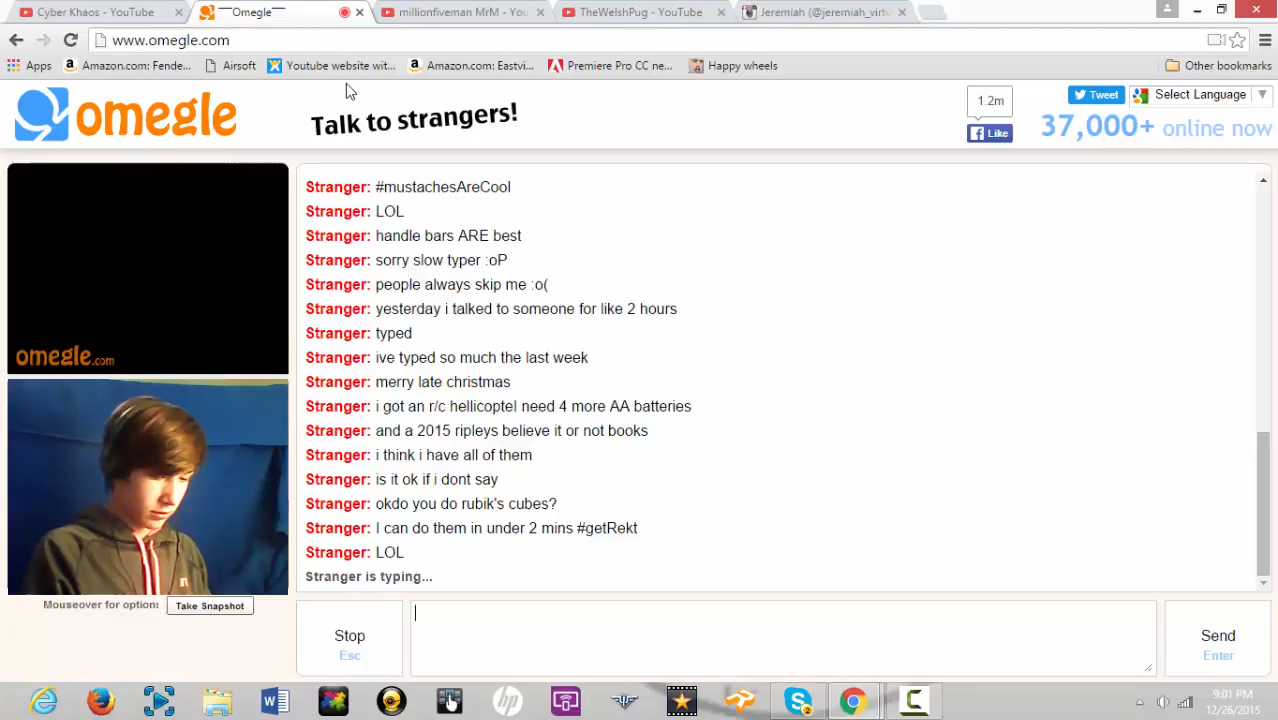 Cyber Khaos - YouTube
Omegle
millionfiveman MrM - You
TheWelshPug - YouTube
Jeremiah (@jeremiah_virtu
www.omegle.com
Apps
Amazon.com: Fende...
Airsoft
Youtube website wit...
Amazon.com: Eastvi...
Premiere Pro CC ne...
Happy wheels
Other bookmarks
omegle
Talk to strangers!
1.2m
Like
Tweet
Select Language
37,000+ online now
Stranger: #mustachesAreCool
Stranger: LOL
Stranger: handle bars ARE best
Stranger: sorry slow typer :oP
Stranger: people always skip me :o(
Stranger: yesterday i talked to someone for like 2 hours
Stranger: typed
Stranger: ive typed so much the last week
Stranger: merry late christmas
Stranger: i got an r/c hellicopteI need 4 more AA batteries
Stranger: and a 2015 ripleys believe it or not books
Stranger: i think i have all of them
Stranger: is it ok if i dont say
Stranger: okdo you do rubik's cubes?
Stranger: I can do them in under 2 mins #getRekt
Stranger: LOL
Stranger is typing...
omegle.com
Mouseover for options
Take Snapshot
Stop
Esc
Send
Enter
9:01 PM
12/26/2015